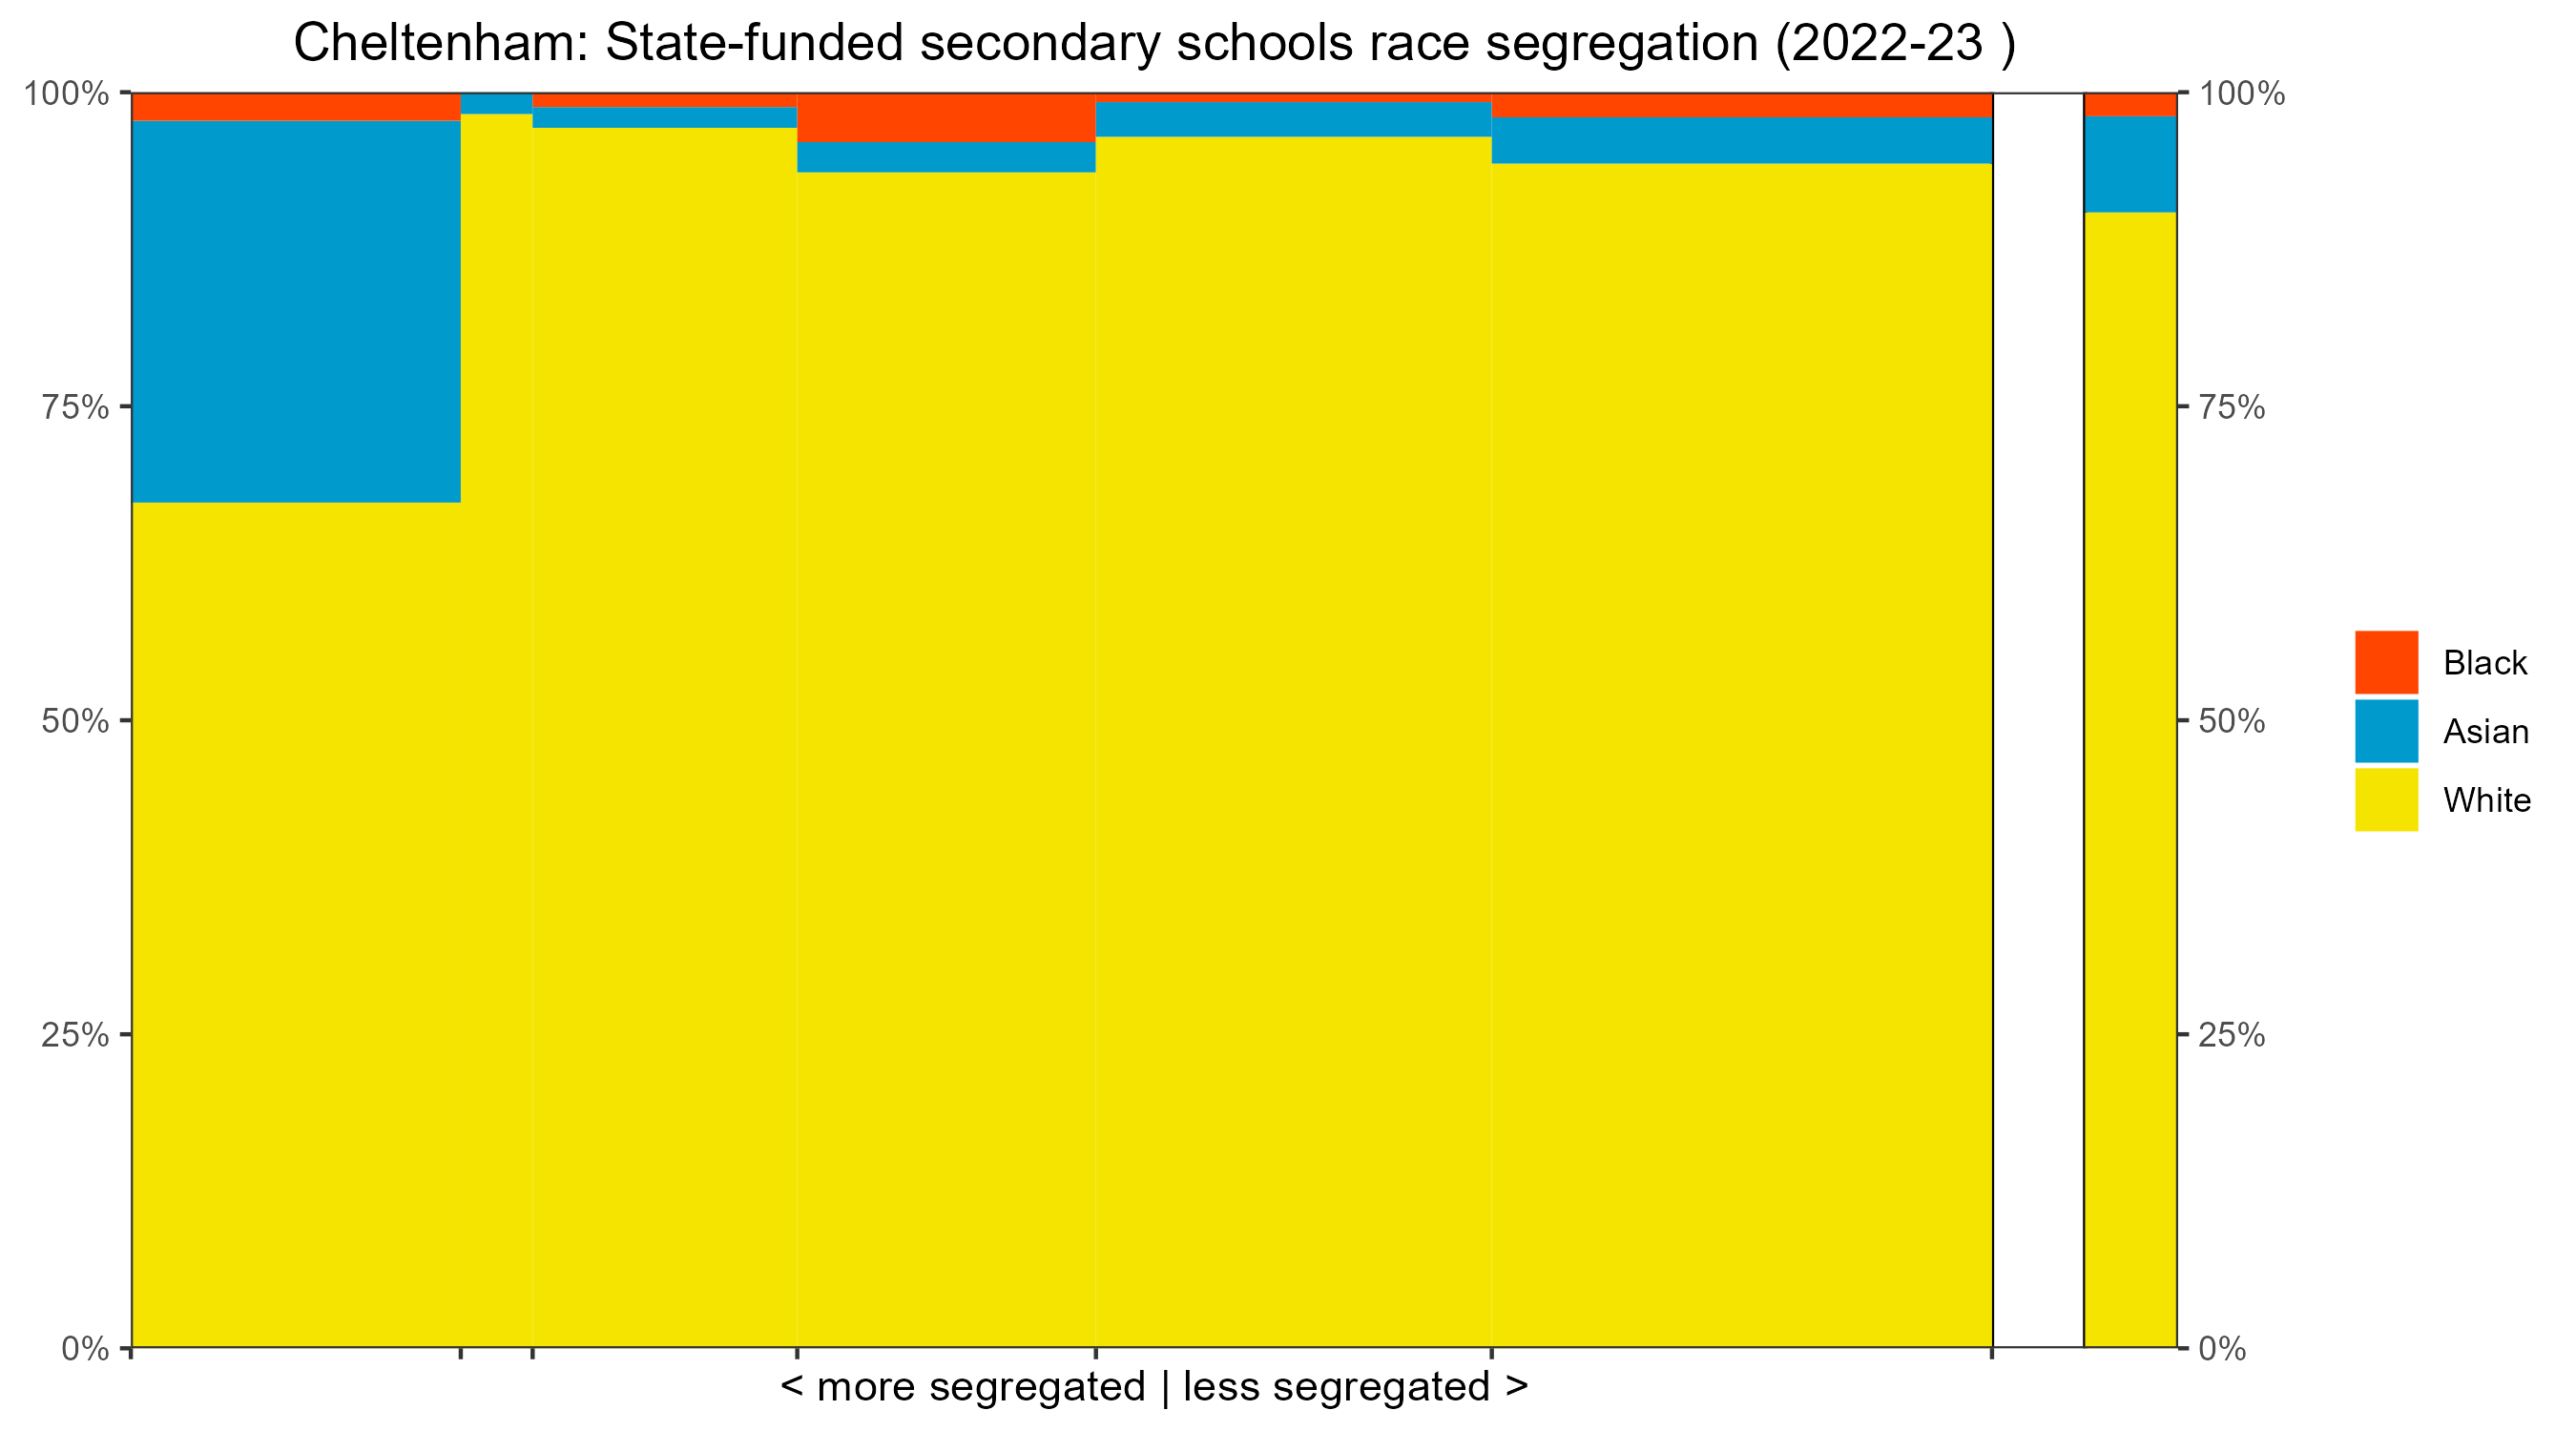 Cheltenham: State-funded secondary schools race segregation (2022-23 )
100%
75%
50%
25%
0%
100%
75%
50%
25%
0%
Black
Asian
White
< more segregated | less segregated >